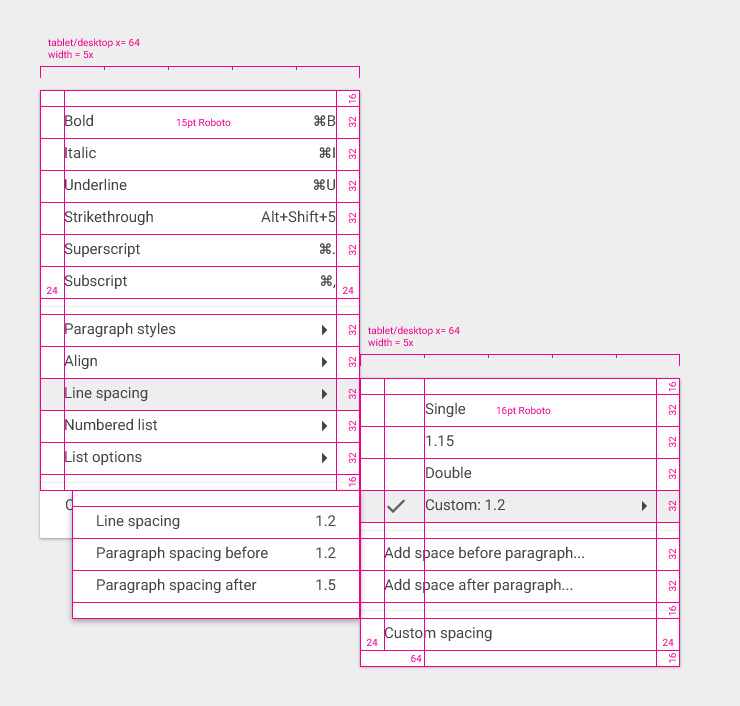 tablet/desktop x= 64
width = 5x
16
Bold 15pt Roboto ⌘B 32
Italic ⌘I 32
Underline ⌘U 32
Strikethrough Alt+Shift+5 32
Superscript ⌘. 32
Subscript ⌘, 32
24 24
Paragraph styles 32
Align 32
Line spacing 32
Numbered list 32
List options 32
16
Line spacing 1.2
Paragraph spacing before 1.2
Paragraph spacing after 1.5
tablet/desktop x= 64
width = 5x
16
Single 16pt Roboto 32
1.15 32
Double 32
Custom: 1.2 32
Add space before paragraph... 32
Add space after paragraph... 32
16
Custom spacing
24 24
64 16